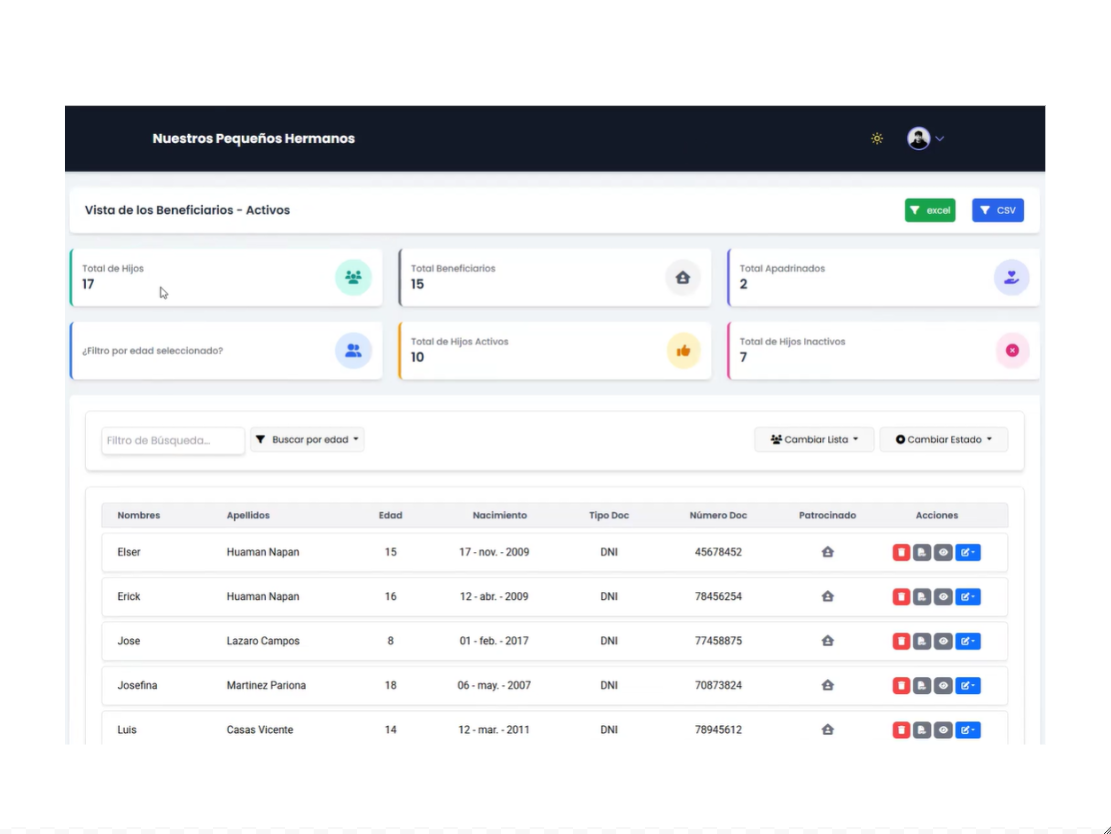 Nuestros Pequeños Hermanos
Vista de los Beneficiarios - Activos
excel
CSV
Total de Hijos
17
Total Beneficiarios
15
Total Apadrinados
2
¿Filtro por edad seleccionado?
Total de Hijos Activos
10
Total de Hijos Inactivos
7
Filtro de Búsqueda...
Buscar por edad
Cambiar Lista
Cambiar Estado
Nombres Apellidos Edad Nacimiento Tipo Doc Número Doc Patrocinado Acciones
Elser Huaman Napan 15 17 - nov. - 2009 DNI 45678452
Erick Huaman Napan 16 12 - abr. - 2009 DNI 78456254
Jose Lazaro Campos 8 01 - feb. - 2017 DNI 77458875
Josefina Martinez Pariona 18 06 - may. - 2007 DNI 70873824
Luis Casas Vicente 14 12 - mar. - 2011 DNI 78945612